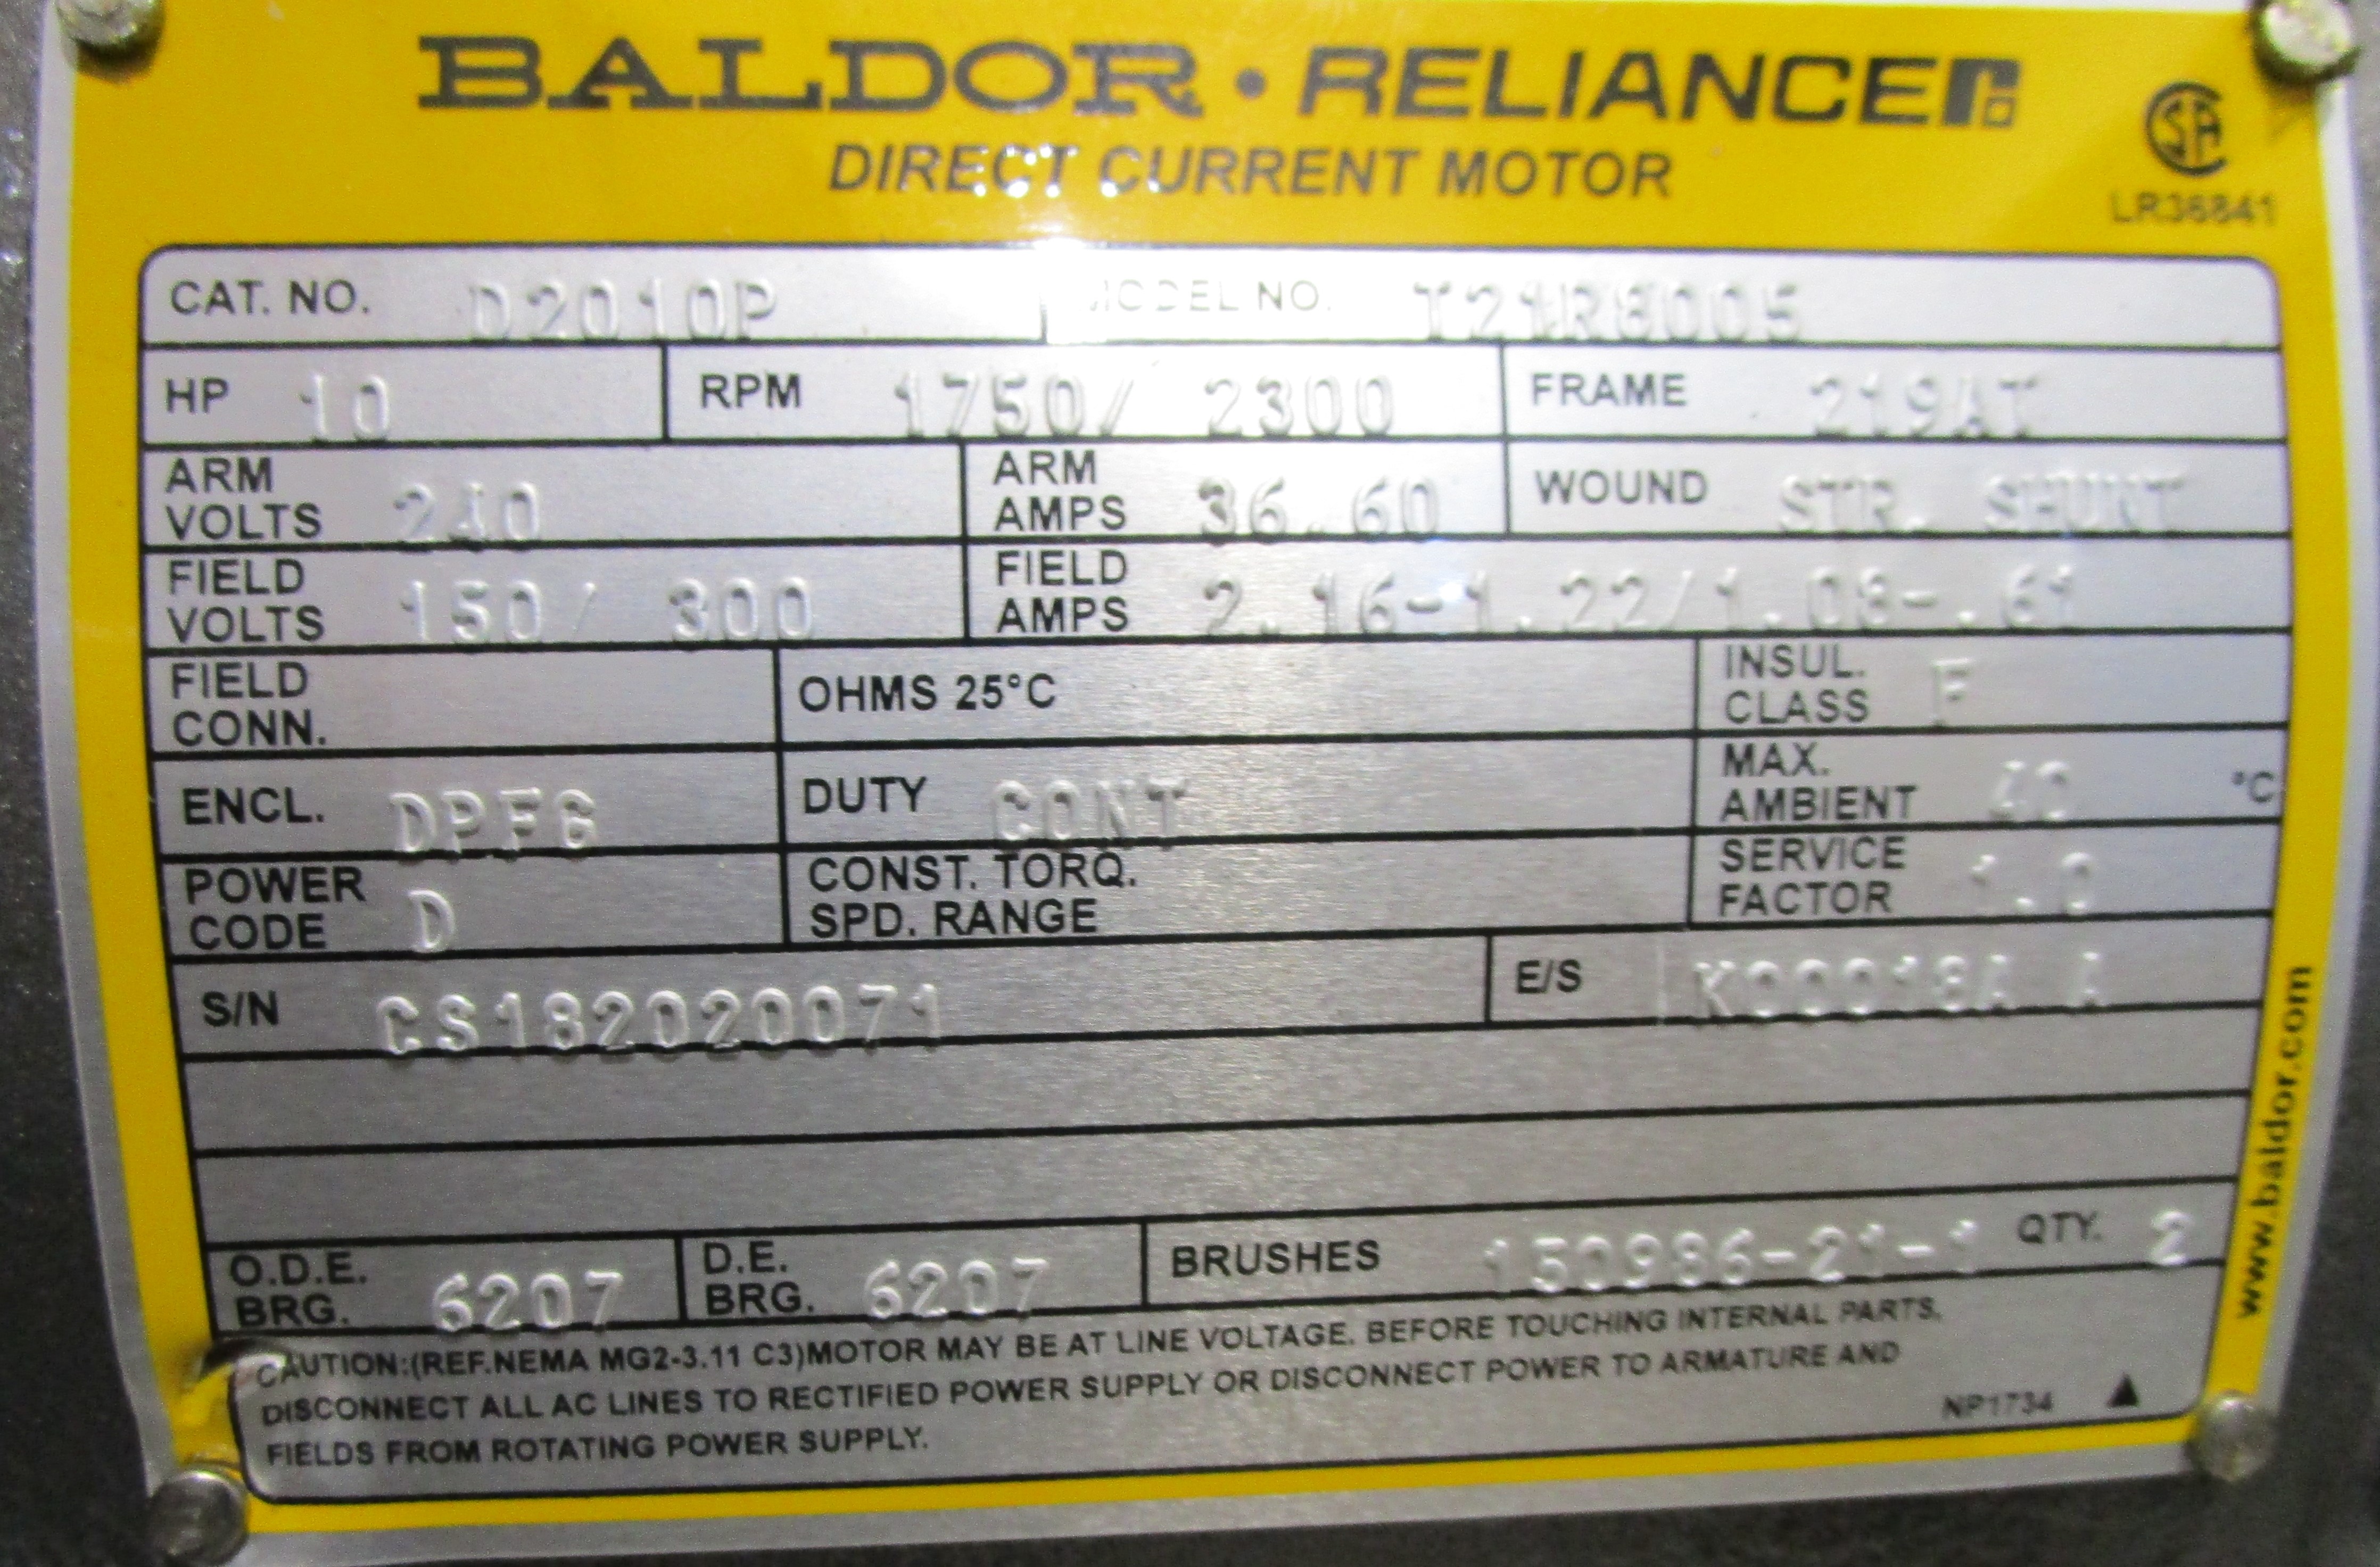 BALDOR • RELIANCE
DIRECT CURRENT MOTOR
SA
LR36841
CAT. NO. D2010P MODEL NO. T21R8005
HP 10 RPM 1750/ 2300 FRAME 219AT
ARM VOLTS 240 ARM AMPS 36.60 WOUND STR. SHUNT
FIELD VOLTS 150/ 300 FIELD AMPS 2.16-1.22/1.08-.61
FIELD CONN. OHMS 25°C INSUL. CLASS F
ENCL. DPFG DUTY CONT MAX. AMBIENT 40 °C
POWER CODE D CONST. TORQ. SPD. RANGE SERVICE FACTOR 1.0
S/N CS182020071 E/S K00018A A
O.D.E. BRG. 6207 D.E. BRG. 6207 BRUSHES 150986-21-1 QTY. 2
CAUTION:(REF.NEMA MG2-3.11 C3)MOTOR MAY BE AT LINE VOLTAGE. BEFORE TOUCHING INTERNAL PARTS,
DISCONNECT ALL AC LINES TO RECTIFIED POWER SUPPLY OR DISCONNECT POWER TO ARMATURE AND
FIELDS FROM ROTATING POWER SUPPLY.
NP1734
www.baldor.com